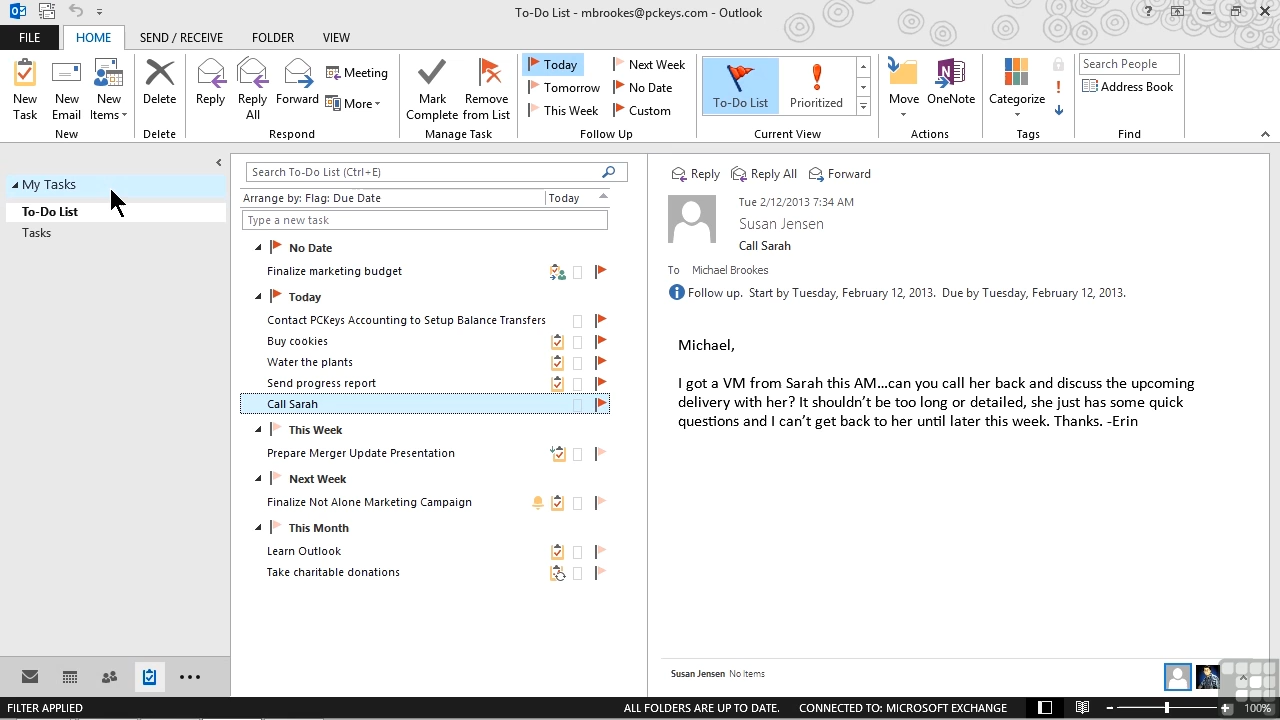 To-Do List - mbrookes@pckeys.com - Outlook
?
FILE HOME SEND / RECEIVE FOLDER VIEW
New Task
New Email
New Items
New
Delete
Delete
Reply
Reply All
Forward
Meeting
More
Respond
Mark Complete
Remove from List
Manage Task
Today
Tomorrow
This Week
Next Week
No Date
Custom
Follow Up
To-Do List
Prioritized
Current View
Move
OneNote
Actions
Categorize
Tags
Search People
Address Book
Find
My Tasks
To-Do List
Tasks
Search To-Do List (Ctrl+E)
Arrange by: Flag: Due Date Today
Type a new task
No Date
Finalize marketing budget
Today
Contact PCKeys Accounting to Setup Balance Transfers
Buy cookies
Water the plants
Send progress report
Call Sarah
This Week
Prepare Merger Update Presentation
Next Week
Finalize Not Alone Marketing Campaign
This Month
Learn Outlook
Take charitable donations
Reply Reply All Forward
Tue 2/12/2013 7:34 AM
Susan Jensen
Call Sarah
To Michael Brookes
Follow up. Start by Tuesday, February 12, 2013. Due by Tuesday, February 12, 2013.
Michael,
I got a VM from Sarah this AM...can you call her back and discuss the upcoming
delivery with her? It shouldn't be too long or detailed, she just has some quick
questions and I can't get back to her until later this week. Thanks. -Erin
Susan Jensen No Items
FILTER APPLIED ALL FOLDERS ARE UP TO DATE. CONNECTED TO: MICROSOFT EXCHANGE 100%